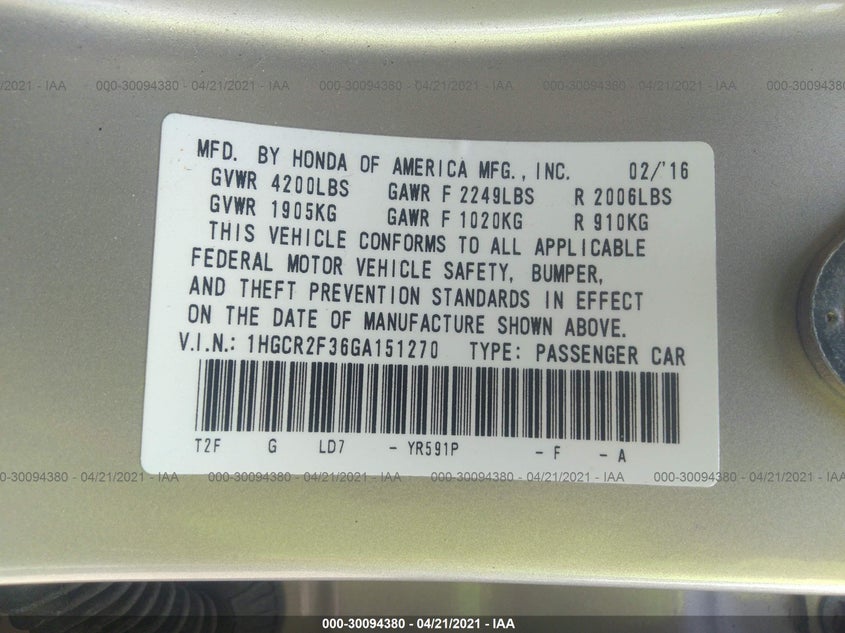 000-30094380 - 04/21/2021 - IAA
MFD. BY HONDA OF AMERICA MFG., INC. 02/'16
GVWR 4200LBS GAWR F 2249LBS R 2006LBS
GVWR 1905KG GAWR F 1020KG R 910KG
THIS VEHICLE CONFORMS TO ALL APPLICABLE
FEDERAL MOTOR VEHICLE SAFETY, BUMPER,
AND THEFT PREVENTION STANDARDS IN EFFECT
ON THE DATE OF MANUFACTURE SHOWN ABOVE.
V.I.N.: 1HGCR2F36GA151270 TYPE: PASSENGER CAR
T2F G LD7 - YR591P - F - A
000-30094380 - 04/21/2021 - IAA
000-30094380 - 04/21/2021 - IAA